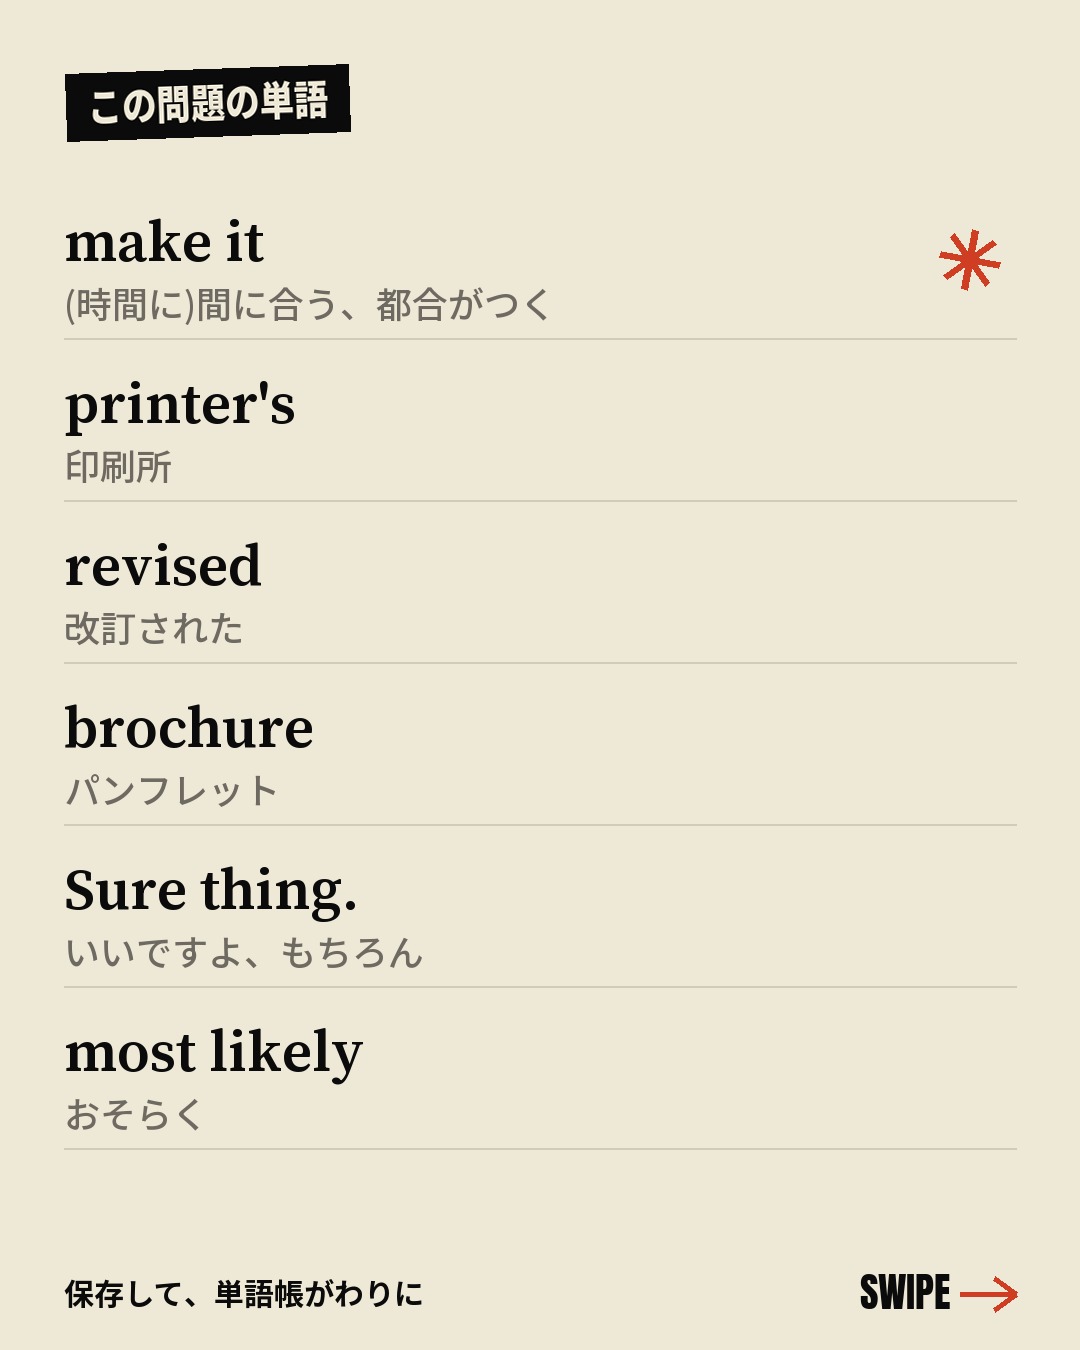 この問題の単語
make it
(時間に)間に合う、都合がつく
printer's
印刷所
revised
改訂された
brochure
パンフレット
Sure thing.
いいですよ、もちろん
most likely
おそらく
保存して、単語帳がわりに
SWIPE